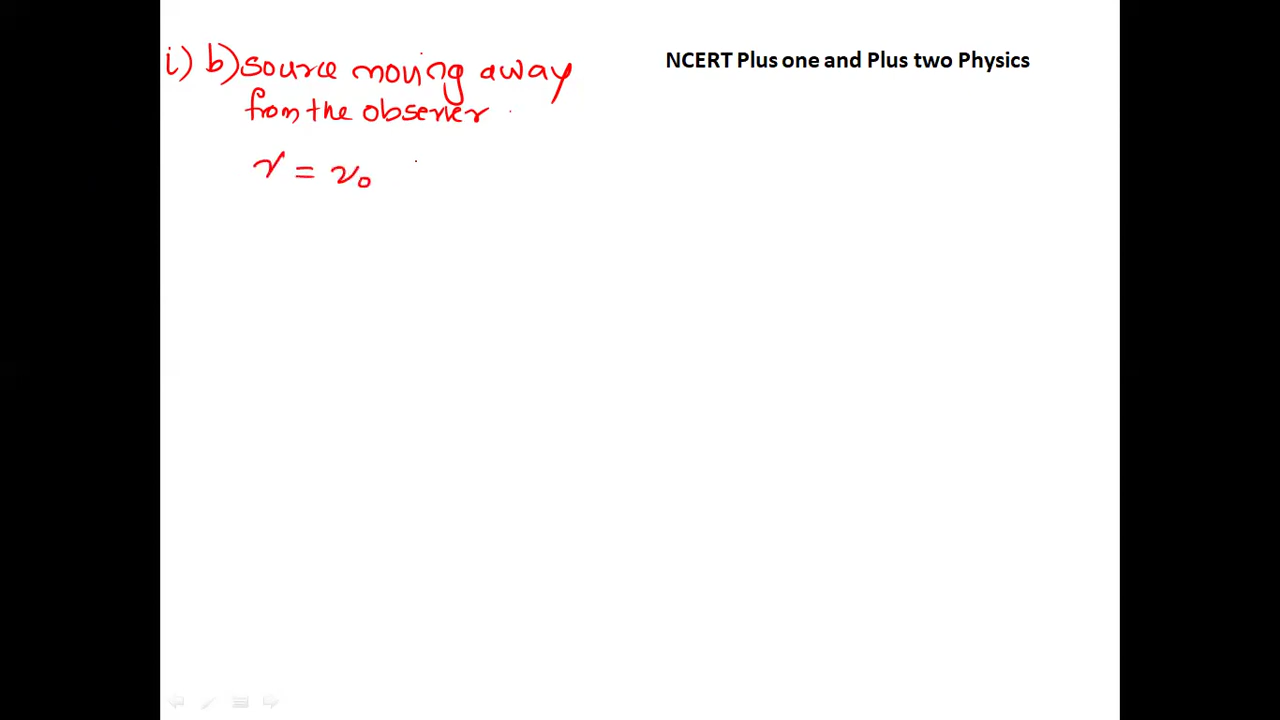 i) b) source moving away
from the observer
ν = ν₀
NCERT Plus one and Plus two Physics